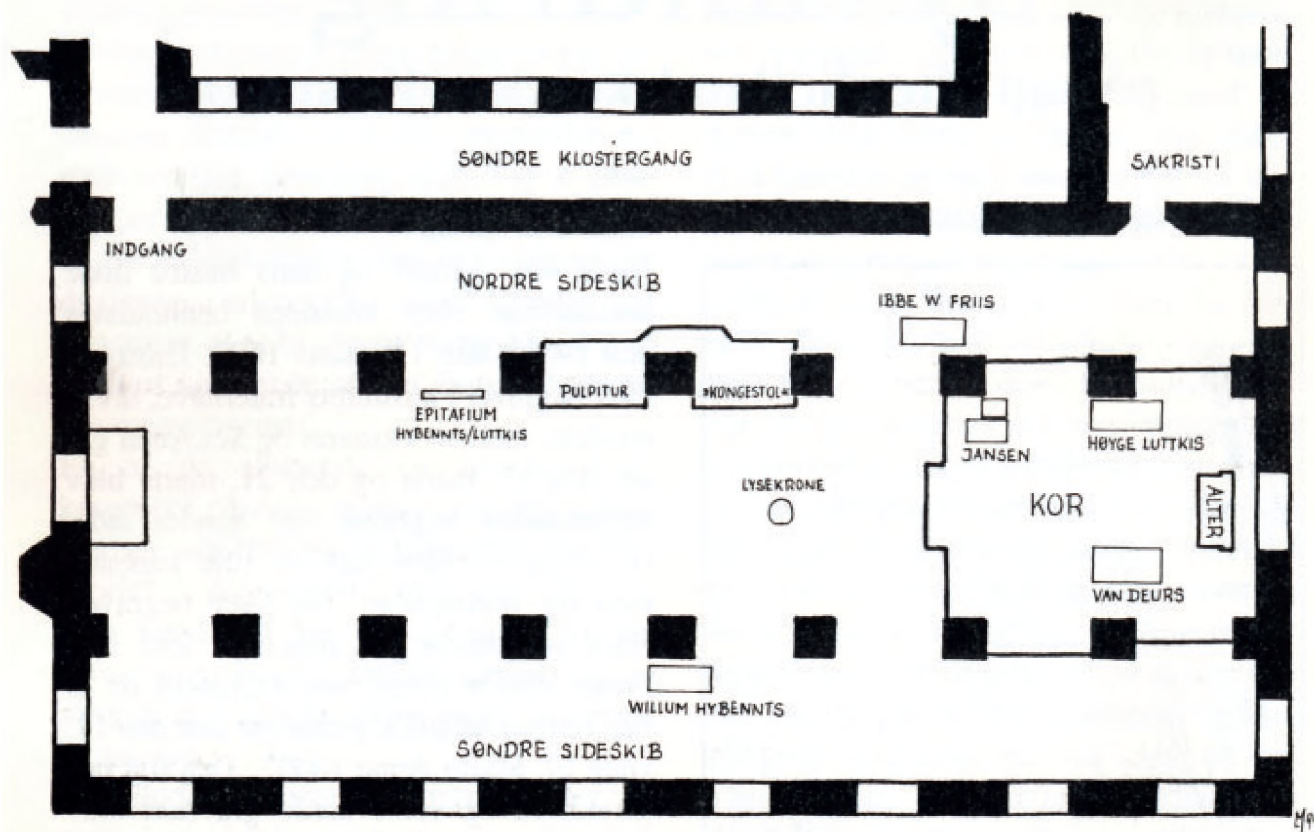 SØNDRE KLOSTERGANG
SAKRISTI
INDGANG
NORDRE SIDESKIB
IBBE W FRIIS
PULPITUR
»KONGESTOL«
EPITAFIUM
HYBENNTS/LUTTKIS
JANSEN
HØYGE LUTTKIS
LYSEKRONE
KOR
ALTER
VAN DEURS
WILLUM HYBENNTS
SØNDRE SIDESKIB